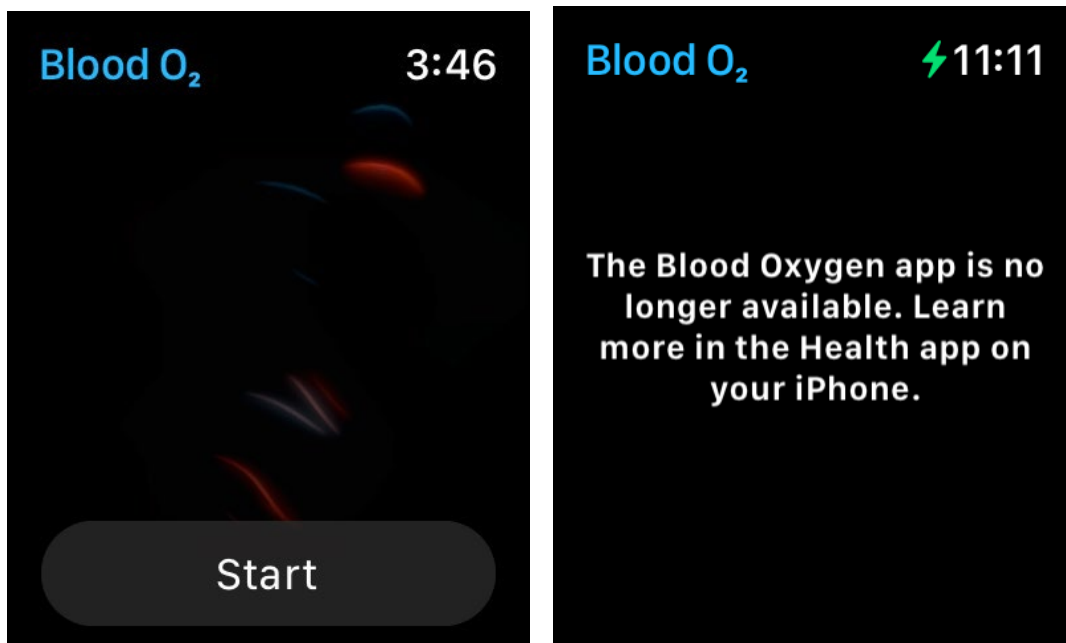 Blood O₂ 3:46
Start
Blood O₂ 11:11
The Blood Oxygen app is no
longer available. Learn
more in the Health app on
your iPhone.